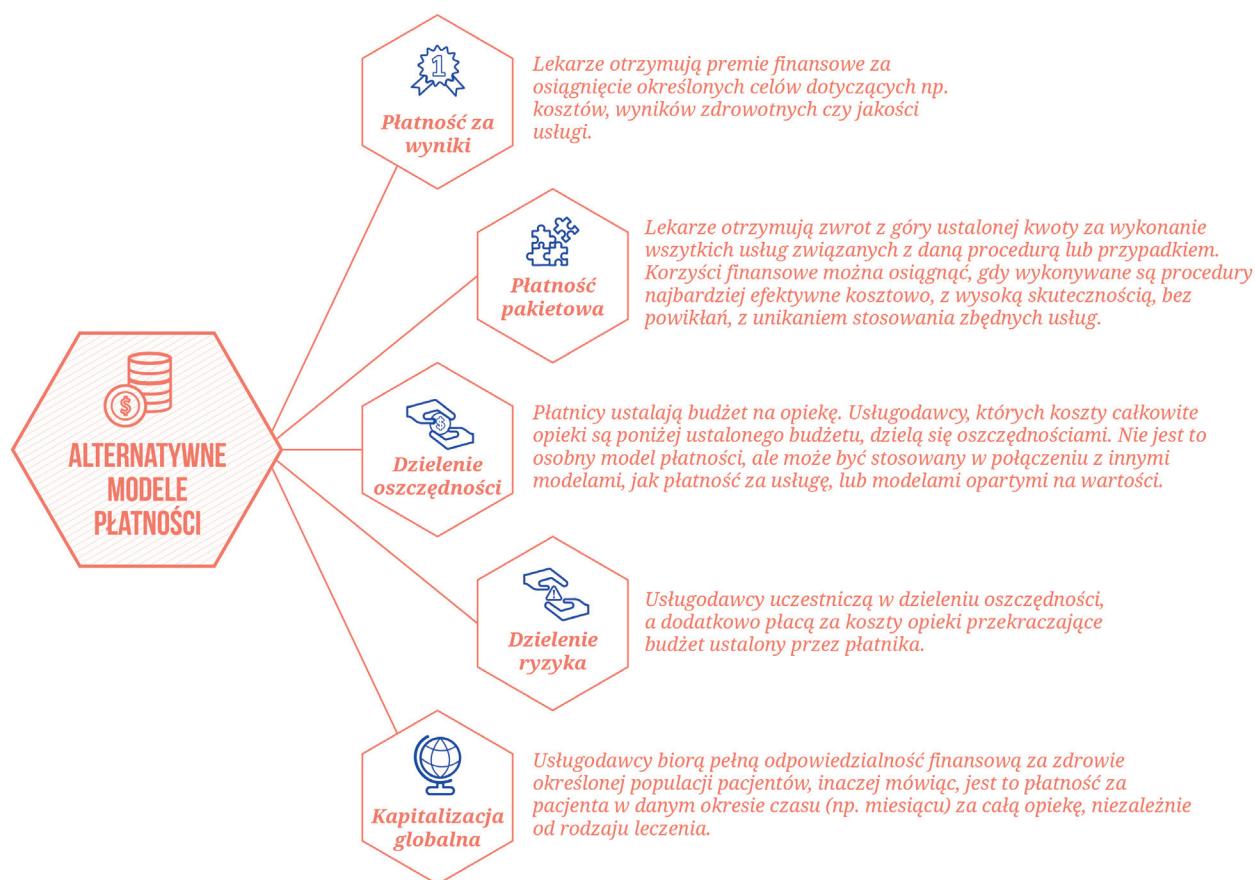 1
Płatność za
wyniki
Lekarze otrzymują premie finansowe za
osiągnięcie określonych celów dotyczących np.
kosztów, wyników zdrowotnych czy jakości
usługi.
Płatność
pakietowa
Lekarze otrzymują zwrot z góry ustalonej kwoty za wykonanie
wszytkich usług związanych z daną procedurą lub przypadkiem.
Korzyści finansowe można osiągnąć, gdy wykonywane są procedury
najbardziej efektywne kosztowo, z wysoką skutecznością, bez
powikłań, z unikaniem stosowania zbędnych usług.
$
ALTERNATYWNE
MODELE
PŁATNOŚCI
$
Dzielenie
oszczędności
Płatnicy ustalają budżet na opiekę. Usługodawcy, których koszty całkowite
opieki są poniżej ustalonego budżetu, dzielą się oszczędnościami. Nie jest to
osobny model płatności, ale może być stosowany w połączeniu z innymi
modelami, jak płatność za usługę, lub modelami opartymi na wartości.
!
Dzielenie
ryzyka
Usługodawcy uczestniczą w dzieleniu oszczędności,
a dodatkowo płacą za koszty opieki przekraczające
budżet ustalony przez płatnika.
Kapitalizacja
globalna
Usługodawcy biorą pełną odpowiedzialność finansową za zdrowie
określonej populacji pacjentów, inaczej mówiąc, jest to płatność za
pacjenta w danym okresie czasu (np. miesiącu) za całą opiekę, niezależnie
od rodzaju leczenia.